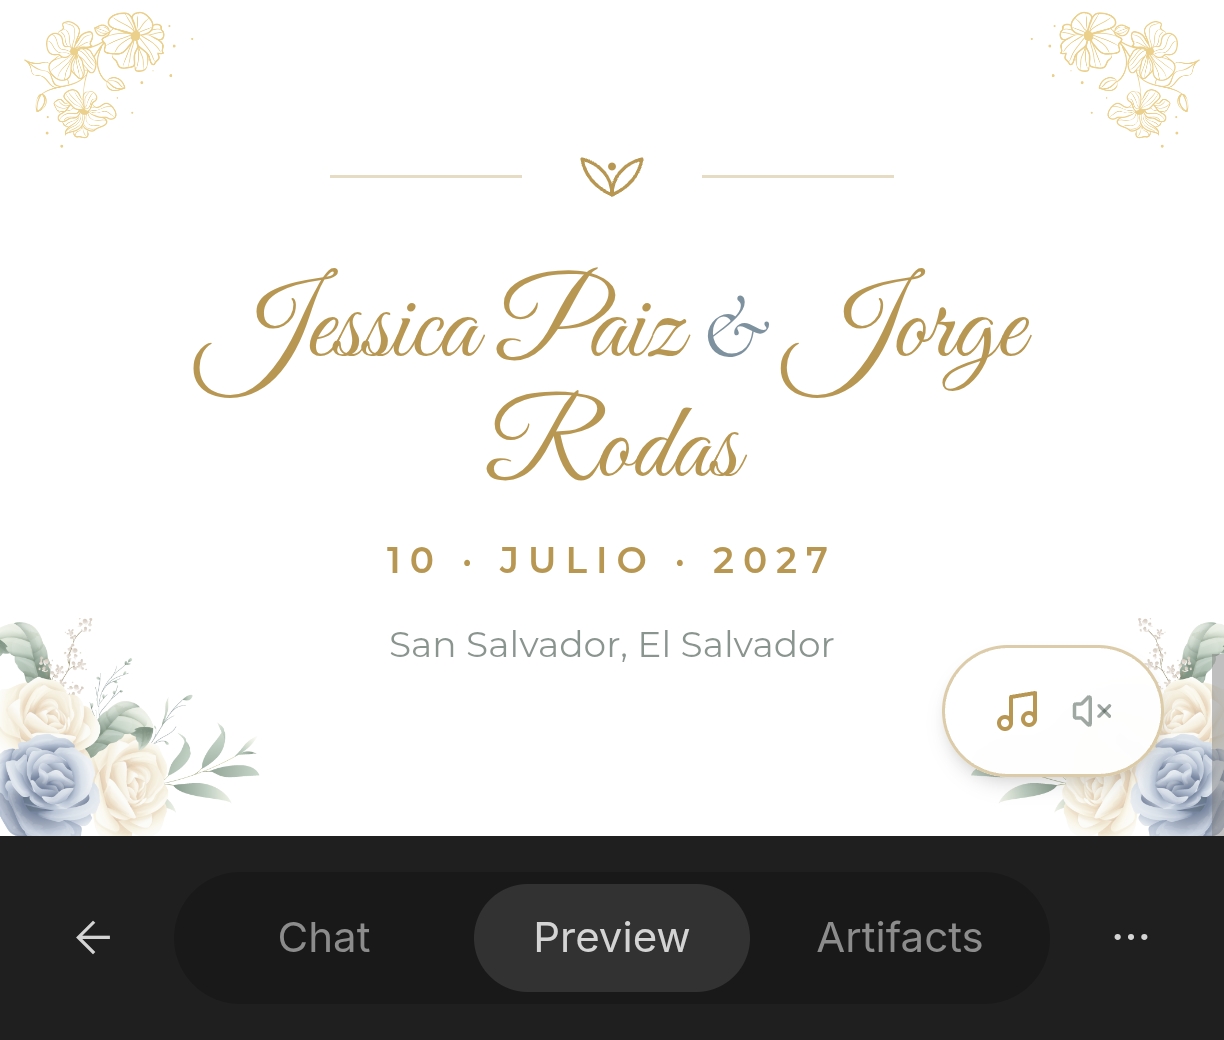 Jessica Paiz & Jorge
Rodas
10 · JULIO · 2027
San Salvador, El Salvador
Chat
Preview
Artifacts